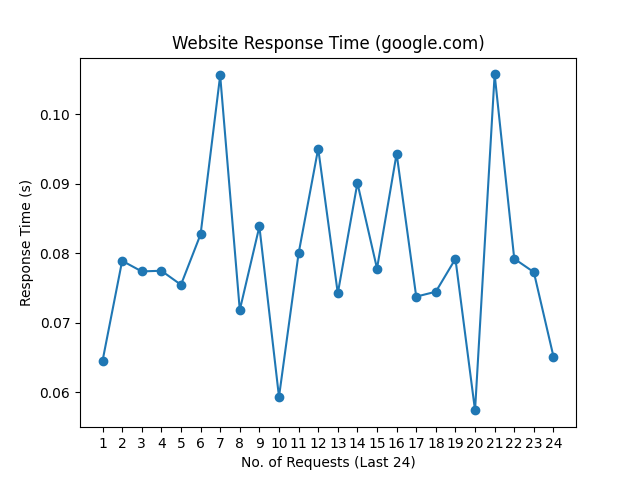 Website Response Time (google.com)
0.10
0.09
0.08
0.07
0.06
Response Time (s)
1 2 3 4 5 6 7 8 9 10 11 12 13 14 15 16 17 18 19 20 21 22 23 24
No. of Requests (Last 24)